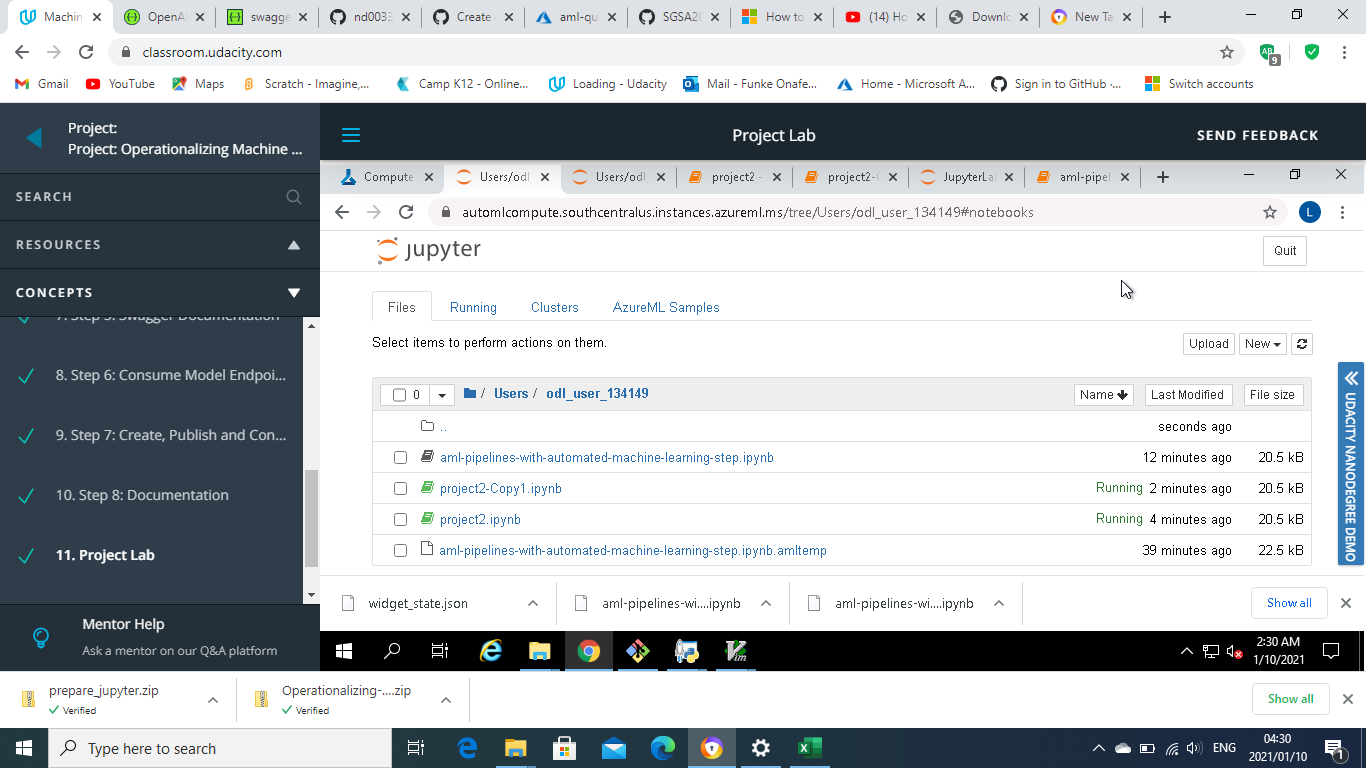 Machin
OpenA
swagge
nd0033
Create
aml-qu
SGSA20
How to
(14) Ho
Downlo
New Ta
classroom.udacity.com
9
Gmail
YouTube
Maps
Scratch - Imagine,...
Camp K12 - Online...
Loading - Udacity
Mail - Funke Onafe...
Home - Microsoft A...
Sign in to GitHub ·...
Switch accounts
Project:
Project: Operationalizing Machine ...
Project Lab
SEND FEEDBACK
SEARCH
RESOURCES
CONCEPTS
7. Step 5: Swagger Documentation
8. Step 6: Consume Model Endpoi...
9. Step 7: Create, Publish and Con...
10. Step 8: Documentation
11. Project Lab
Mentor Help
Ask a mentor on our Q&A platform
Compute
Users/odl
Users/odl
project2 -
project2-C
JupyterLa
aml-pipel
automlcompute.southcentralus.instances.azureml.ms/tree/Users/odl_user_134149#notebooks
L
jupyter
Quit
Files
Running
Clusters
AzureML Samples
Select items to perform actions on them.
Upload
New
0
/ Users / odl_user_134149
Name
Last Modified
File size
..
seconds ago
aml-pipelines-with-automated-machine-learning-step.ipynb
12 minutes ago
20.5 kB
project2-Copy1.ipynb
Running
2 minutes ago
20.5 kB
project2.ipynb
Running
4 minutes ago
20.5 kB
aml-pipelines-with-automated-machine-learning-step.ipynb.amltemp
39 minutes ago
22.5 kB
UDACITY NANODEGREE DEMO
widget_state.json
aml-pipelines-wi....ipynb
aml-pipelines-wi....ipynb
Show all
2:30 AM
1/10/2021
prepare_jupyter.zip
Verified
Operationalizing-....zip
Verified
Show all
Type here to search
ENG
04:30
2021/01/10
1